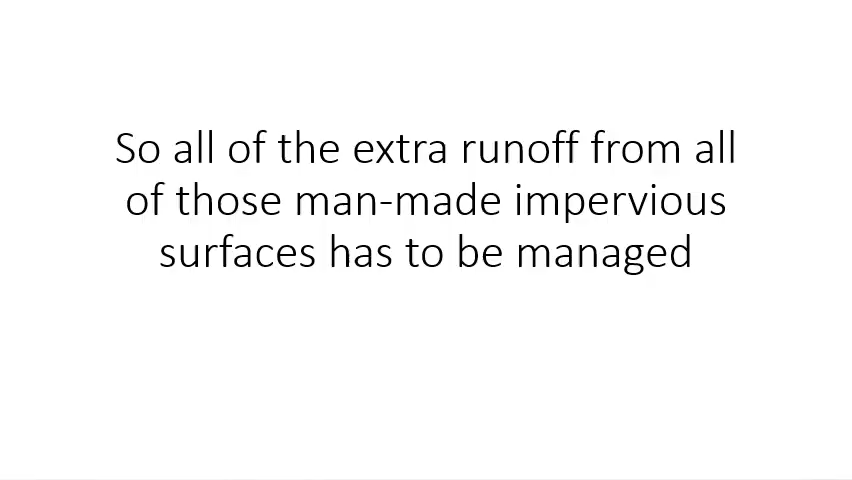 So all of the extra runoff from all
of those man-made impervious
surfaces has to be managed